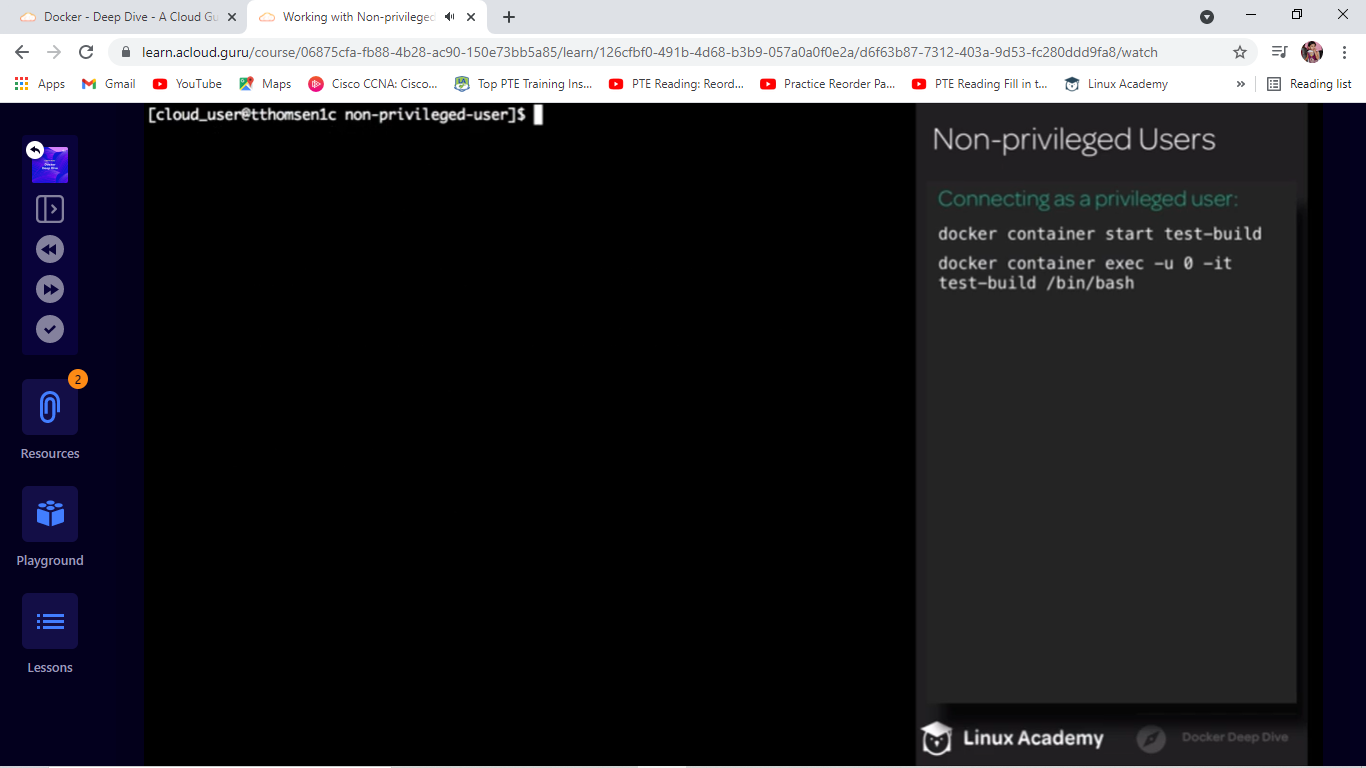 Docker - Deep Dive - A Cloud Gu
Working with Non-privileged
learn.acloud.guru/course/06875cfa-fb88-4b28-ac90-150e73bb5a85/learn/126cfbf0-491b-4d68-b3b9-057a0a0f0e2a/d6f63b87-7312-403a-9d53-fc280ddd9fa8/watch
Apps Gmail YouTube Maps Cisco CCNA: Cisco... Top PTE Training Ins... PTE Reading: Reord... Practice Reorder Pa... PTE Reading Fill in t... Linux Academy » Reading list
[cloud_user@tthomsen1c non-privileged-user]$
2
Resources
Playground
Lessons
Non-privileged Users
Connecting as a privileged user:
docker container start test-build
docker container exec -u 0 -it
test-build /bin/bash
Linux Academy
Docker Deep Dive